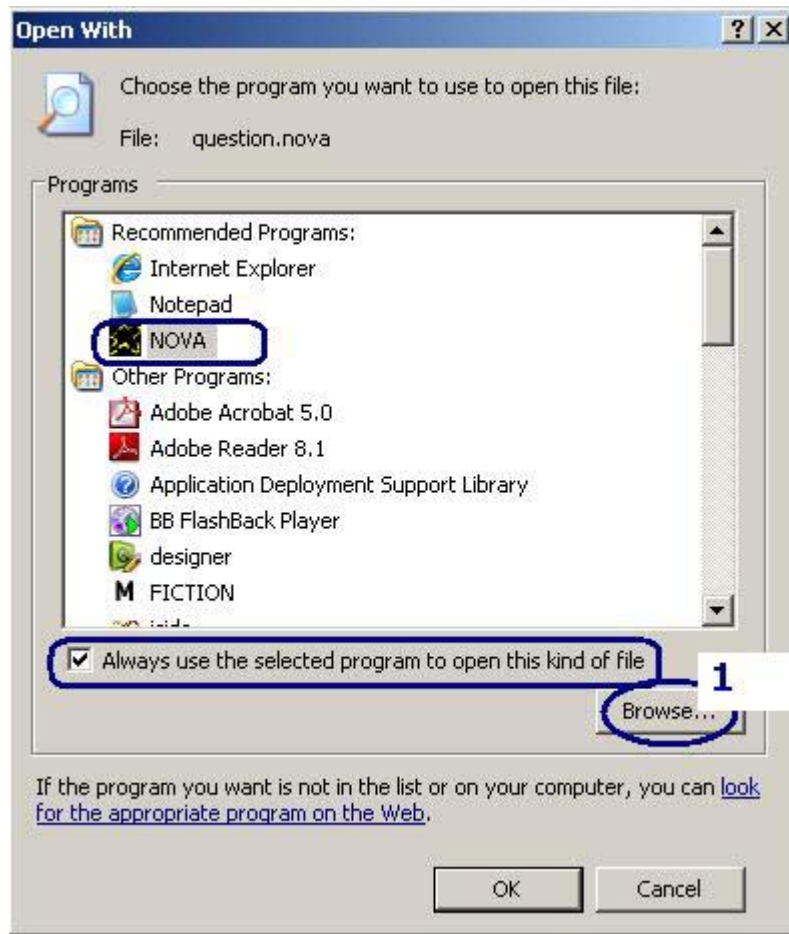 Open With
Choose the program you want to use to open this file:
File: question.nova
Programs
Recommended Programs:
Internet Explorer
Notepad
NOVA
Other Programs:
Adobe Acrobat 5.0
Adobe Reader 8.1
Application Deployment Support Library
BB FlashBack Player
designer
M FICTION
Always use the selected program to open this kind of file
1
Browse...
If the program you want is not in the list or on your computer, you can look
for the appropriate program on the Web.
OK Cancel